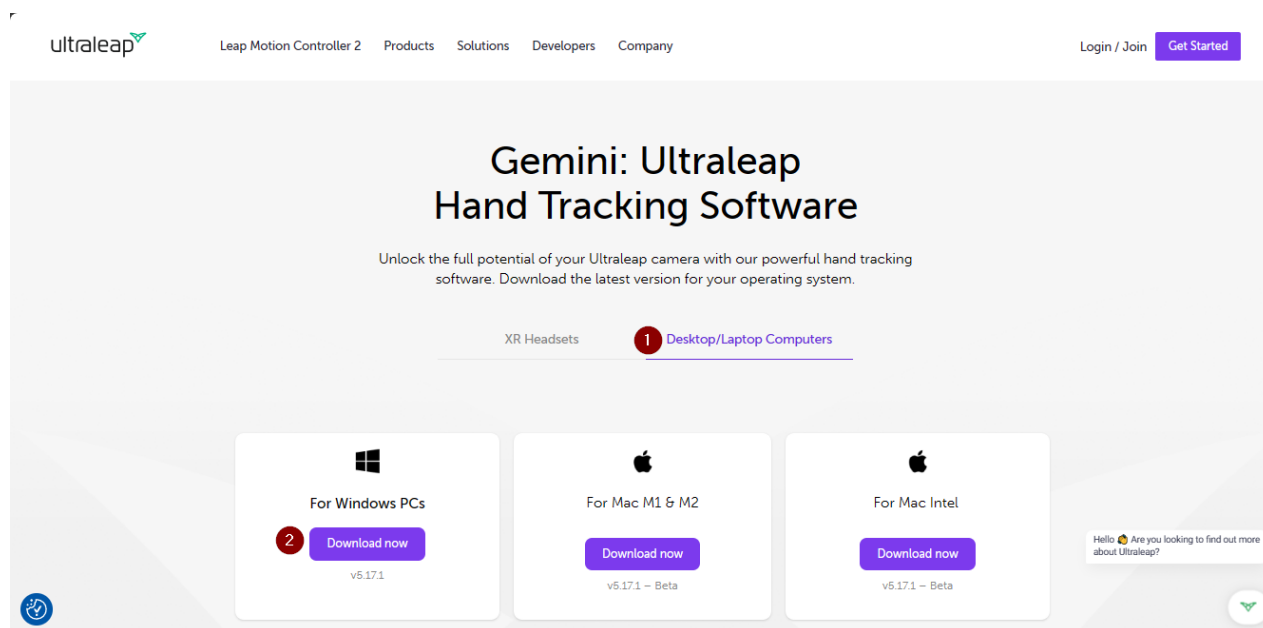 ultraleap
Leap Motion Controller 2 Products Solutions Developers Company
Login / Join Get Started
Gemini: Ultraleap
Hand Tracking Software
Unlock the full potential of your Ultraleap camera with our powerful hand tracking
software. Download the latest version for your operating system.
XR Headsets 1 Desktop/Laptop Computers
For Windows PCs
2 Download now
v5.17.1
For Mac M1 & M2
Download now
v5.17.1 – Beta
For Mac Intel
Download now
v5.17.1 – Beta
Hello Are you looking to find out more
about Ultraleap?